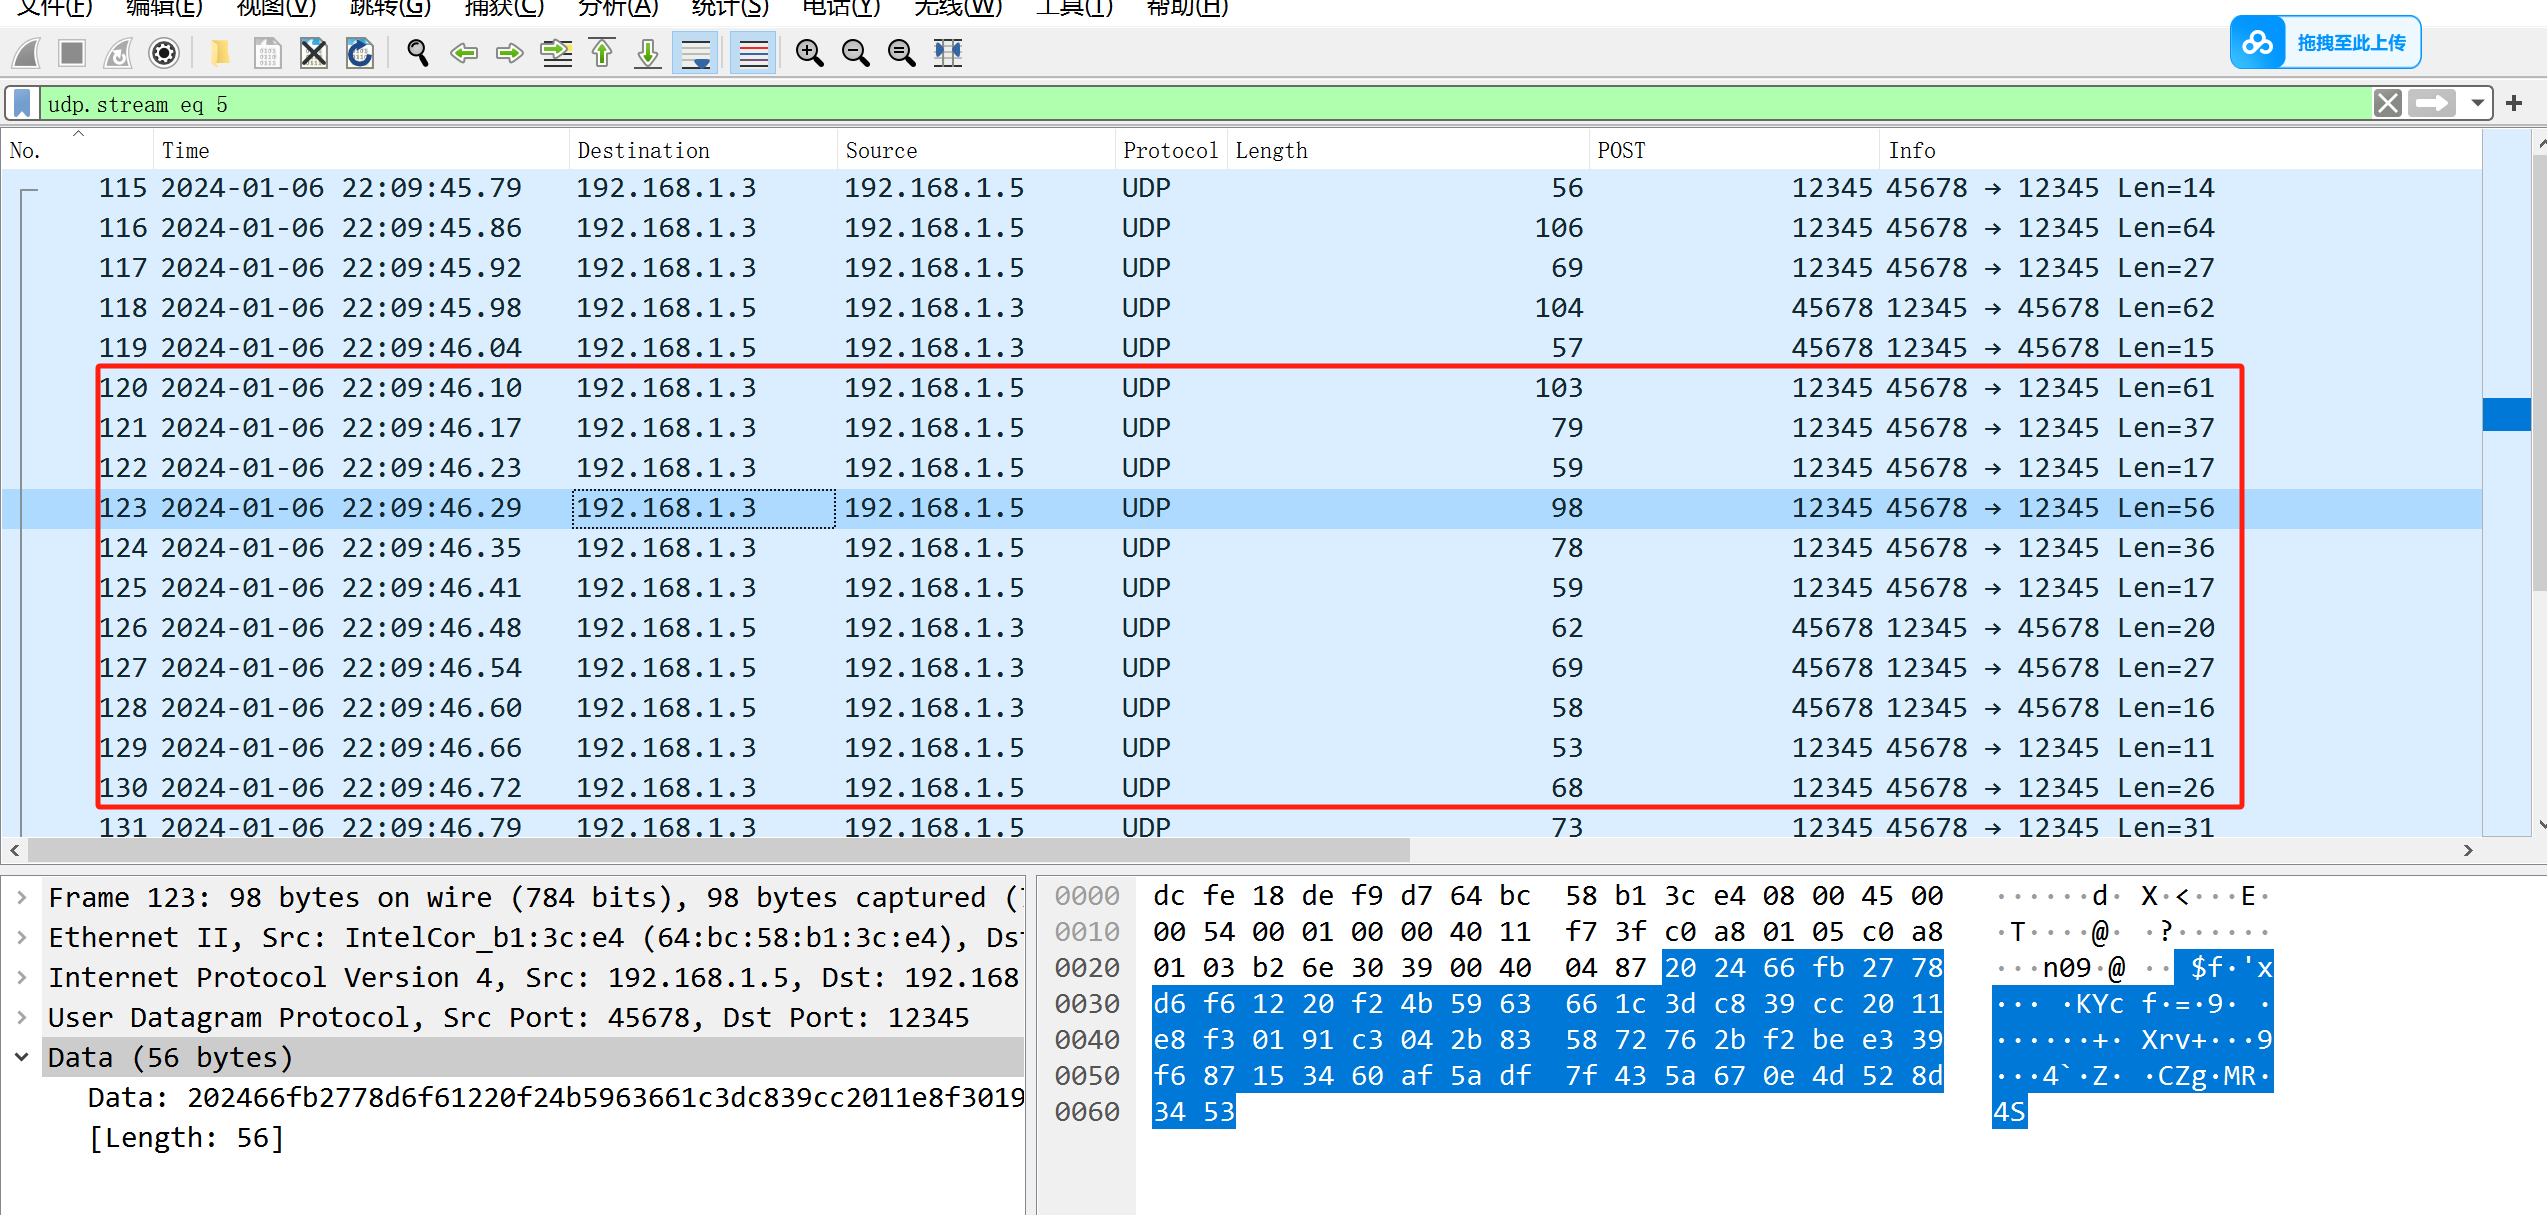 文件(F) 编辑(E) 视图(V) 跳转(G) 捕获(C) 分析(A) 统计(S) 电话(Y) 无线(W) 工具(T) 帮助(H)
拖拽至此上传
udp.stream eq 5
No. Time Destination Source Protocol Length POST Info
115 2024-01-06 22:09:45.79 192.168.1.3 192.168.1.5 UDP 56 12345 45678 → 12345 Len=14
116 2024-01-06 22:09:45.86 192.168.1.3 192.168.1.5 UDP 106 12345 45678 → 12345 Len=64
117 2024-01-06 22:09:45.92 192.168.1.3 192.168.1.5 UDP 69 12345 45678 → 12345 Len=27
118 2024-01-06 22:09:45.98 192.168.1.5 192.168.1.3 UDP 104 45678 12345 → 45678 Len=62
119 2024-01-06 22:09:46.04 192.168.1.5 192.168.1.3 UDP 57 45678 12345 → 45678 Len=15
120 2024-01-06 22:09:46.10 192.168.1.3 192.168.1.5 UDP 103 12345 45678 → 12345 Len=61
121 2024-01-06 22:09:46.17 192.168.1.3 192.168.1.5 UDP 79 12345 45678 → 12345 Len=37
122 2024-01-06 22:09:46.23 192.168.1.3 192.168.1.5 UDP 59 12345 45678 → 12345 Len=17
123 2024-01-06 22:09:46.29 192.168.1.3 192.168.1.5 UDP 98 12345 45678 → 12345 Len=56
124 2024-01-06 22:09:46.35 192.168.1.3 192.168.1.5 UDP 78 12345 45678 → 12345 Len=36
125 2024-01-06 22:09:46.41 192.168.1.3 192.168.1.5 UDP 59 12345 45678 → 12345 Len=17
126 2024-01-06 22:09:46.48 192.168.1.5 192.168.1.3 UDP 62 45678 12345 → 45678 Len=20
127 2024-01-06 22:09:46.54 192.168.1.5 192.168.1.3 UDP 69 45678 12345 → 45678 Len=27
128 2024-01-06 22:09:46.60 192.168.1.5 192.168.1.3 UDP 58 45678 12345 → 45678 Len=16
129 2024-01-06 22:09:46.66 192.168.1.3 192.168.1.5 UDP 53 12345 45678 → 12345 Len=11
130 2024-01-06 22:09:46.72 192.168.1.3 192.168.1.5 UDP 68 12345 45678 → 12345 Len=26
131 2024-01-06 22:09:46.79 192.168.1.3 192.168.1.5 UDP 73 12345 45678 → 12345 Len=31
Frame 123: 98 bytes on wire (784 bits), 98 bytes captured (
Ethernet II, Src: IntelCor_b1:3c:e4 (64:bc:58:b1:3c:e4), Ds
Internet Protocol Version 4, Src: 192.168.1.5, Dst: 192.168
User Datagram Protocol, Src Port: 45678, Dst Port: 12345
Data (56 bytes)
Data: 202466fb2778d6f61220f24b5963661c3dc839cc2011e8f3019
[Length: 56]
0000 dc fe 18 de f9 d7 64 bc 58 b1 3c e4 08 00 45 00 ······d· X·<···E·
0010 00 54 00 01 00 00 40 11 f7 3f c0 a8 01 05 c0 a8 ·T····@· ·?······
0020 01 03 b2 6e 30 39 00 40 04 87 20 24 66 fb 27 78 ···n09·@ ·· $f·'x
0030 d6 f6 12 20 f2 4b 59 63 66 1c 3d c8 39 cc 20 11 ··· ·KYc f·=·9· ·
0040 e8 f3 01 91 c3 04 2b 83 58 72 76 2b f2 be e3 39 ······+· Xrv+···9
0050 f6 87 15 34 60 af 5a df 7f 43 5a 67 0e 4d 52 8d ···4`·Z· ·CZg·MR·
0060 34 53 4S